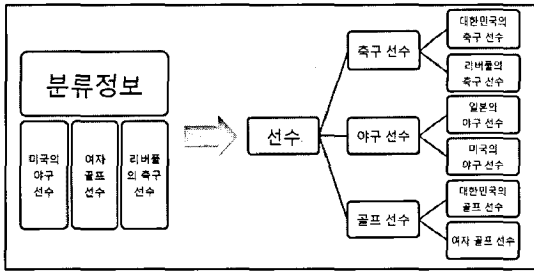 분류정보
미국의
야구
선수
여자
골프
선수
리버풀
의 축구
선수
선수
축구 선수
대한민국의
축구 선수
리버풀의
축구 선수
야구 선수
일본의
야구 선수
미국의
야구 선수
골프 선수
대한민국의
골프 선수
여자 골프 선수